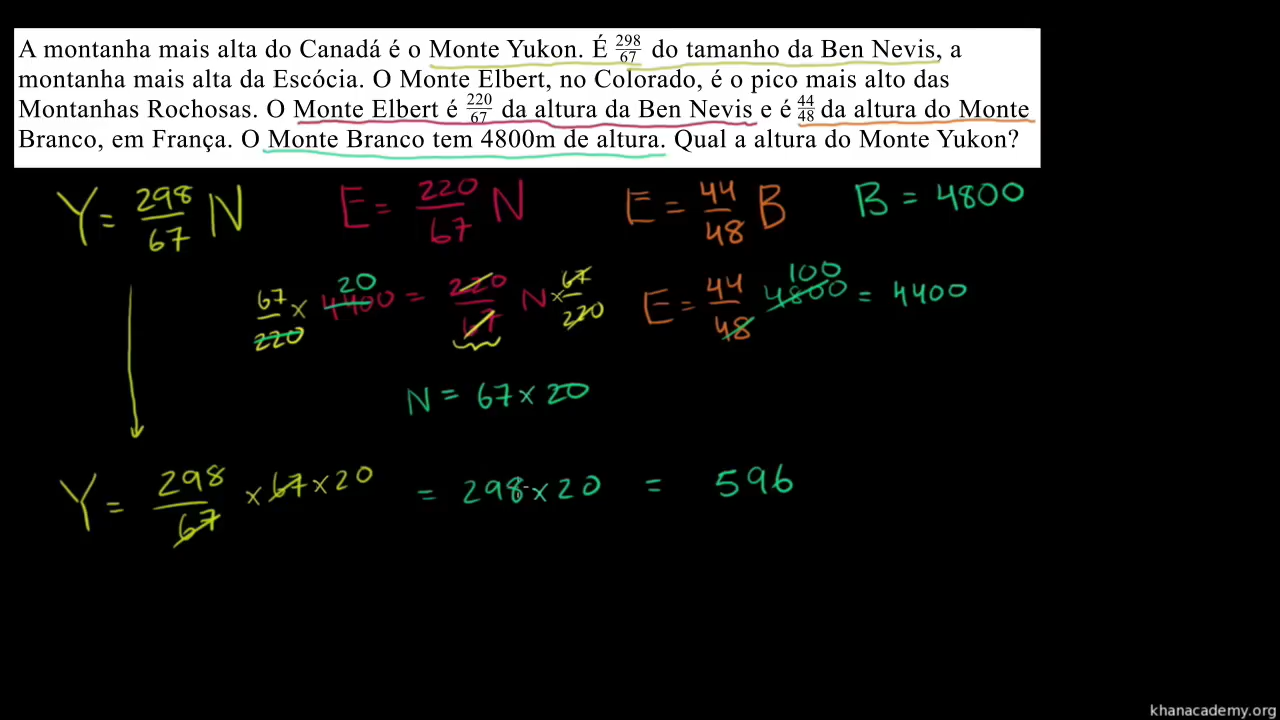 A montanha mais alta do Canadá é o Monte Yukon. É 298/67 do tamanho da Ben Nevis, a
montanha mais alta da Escócia. O Monte Elbert, no Colorado, é o pico mais alto das
Montanhas Rochosas. O Monte Elbert é 220/67 da altura da Ben Nevis e é 44/48 da altura do Monte
Branco, em França. O Monte Branco tem 4800m de altura. Qual a altura do Monte Yukon?
Y = 298/67 N E = 220/67 N E = 44/48 B B = 4800
67/220 × 4400 20 = 220/67 N × 67/220 E = 44/48 4800 100 = 4400
N = 67 × 20
Y = 298/67 × 67 × 20 = 298 × 20 = 596
khanacademy.org